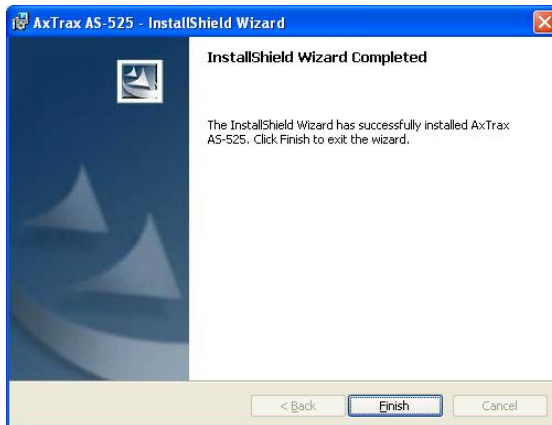 AxTrax AS-525 - InstallShield Wizard
InstallShield Wizard Completed
The InstallShield Wizard has successfully installed AxTrax
AS-525. Click Finish to exit the wizard.
< Back
Finish
Cancel